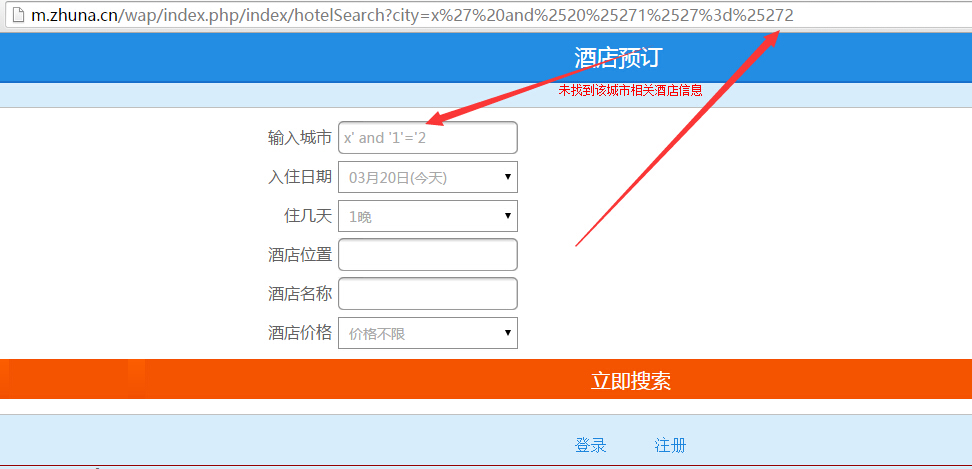 m.zhuna.cn/wap/index.php/index/hotelSearch?city=x%27%20and%2520%25271%2527%3d%25272
酒店预订
未找到该城市相关酒店信息
输入城市 x' and '1'='2
入住日期 03月20日(今天)
住几天 1晚
酒店位置
酒店名称
酒店价格 价格不限
立即搜索
登录 注册